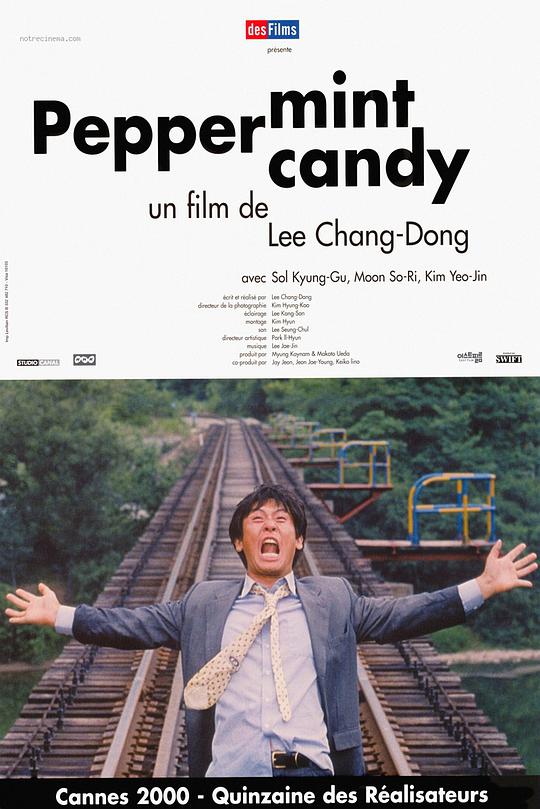 notrecinema.com
desFilms
présente
Peppermint
candy
un film de
Lee Chang-Dong
avec Sol Kyung-Gu, Moon So-Ri, Kim Yeo-Jin
écrit et réalisé par Lee Chang-Dong
directeur de la photographie Kim Hyung-Koo
éclairage Lee Kang-San
montage Kim Hyun
son Lee Seung-Chul
directeur artistique Park Il-Hyun
musique Lee Jae-Jin
produit par Myung Kaynam & Makoto Ueda
co-produit par Jay Jeon, Jeon Jae-Young, Keiko Iino
STUDIO CANAL
SWIFT
Cannes 2000 - Quinzaine des Réalisateurs